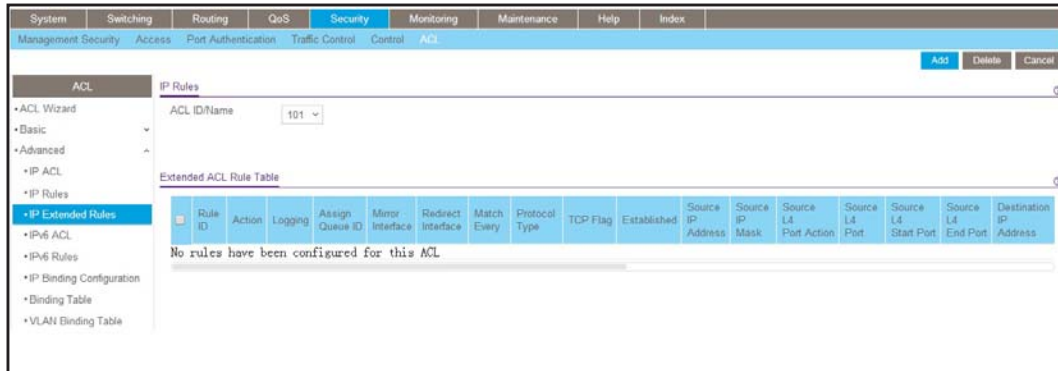 System Switching Routing QoS Security Monitoring Maintenance Help Index
Management Security Access Port Authentication Traffic Control Control ACL
Add Delete Cancel
ACL
IP Rules
• ACL Wizard
ACL ID/Name 101
• Basic
• Advanced
• IP ACL
Extended ACL Rule Table
• IP Rules
• IP Extended Rules
Rule ID Action Logging Assign Queue ID Mirror Interface Redirect Interface Match Every Protocol Type TCP Flag Established Source IP Address Source IP Mask Source L4 Port Action Source L4 Port Source L4 Start Port Source L4 End Port Destination IP Address
• IPv6 ACL
• IPv6 Rules
No rules have been configured for this ACL
• IP Binding Configuration
• Binding Table
• VLAN Binding Table